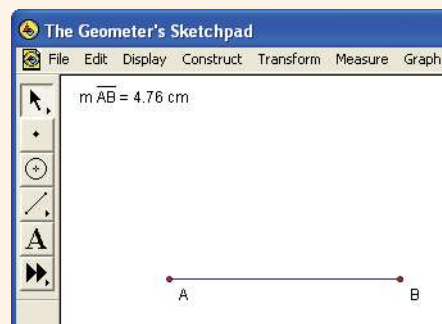 The Geometer's Sketchpad
File Edit Display Construct Transform Measure Graph
m AB = 4.76 cm
A
A B